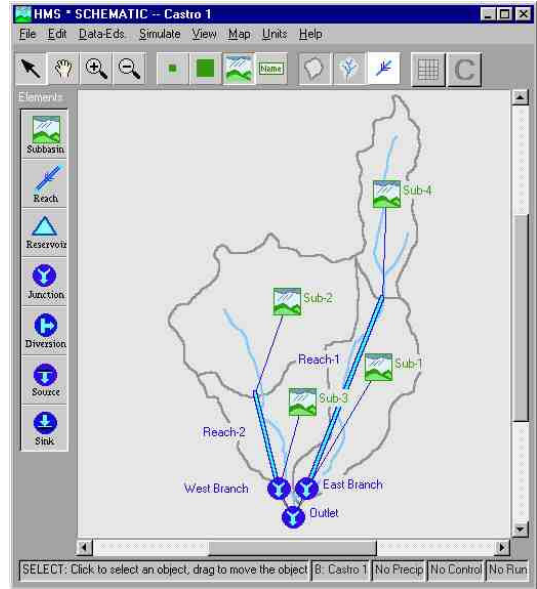 HMS * SCHEMATIC -- Castro 1
File Edit Data-Eds. Simulate View Map Units Help
Name C
Elements
Subbasin
Reach
Reservoir
Junction
Diversion
Source
Sink
Sub-4
Sub-2
Reach-1
Sub-1
Sub-3
Reach-2
West Branch
East Branch
Outlet
SELECT: Click to select an object, drag to move the object B: Castro 1 No Precip No Control No Run